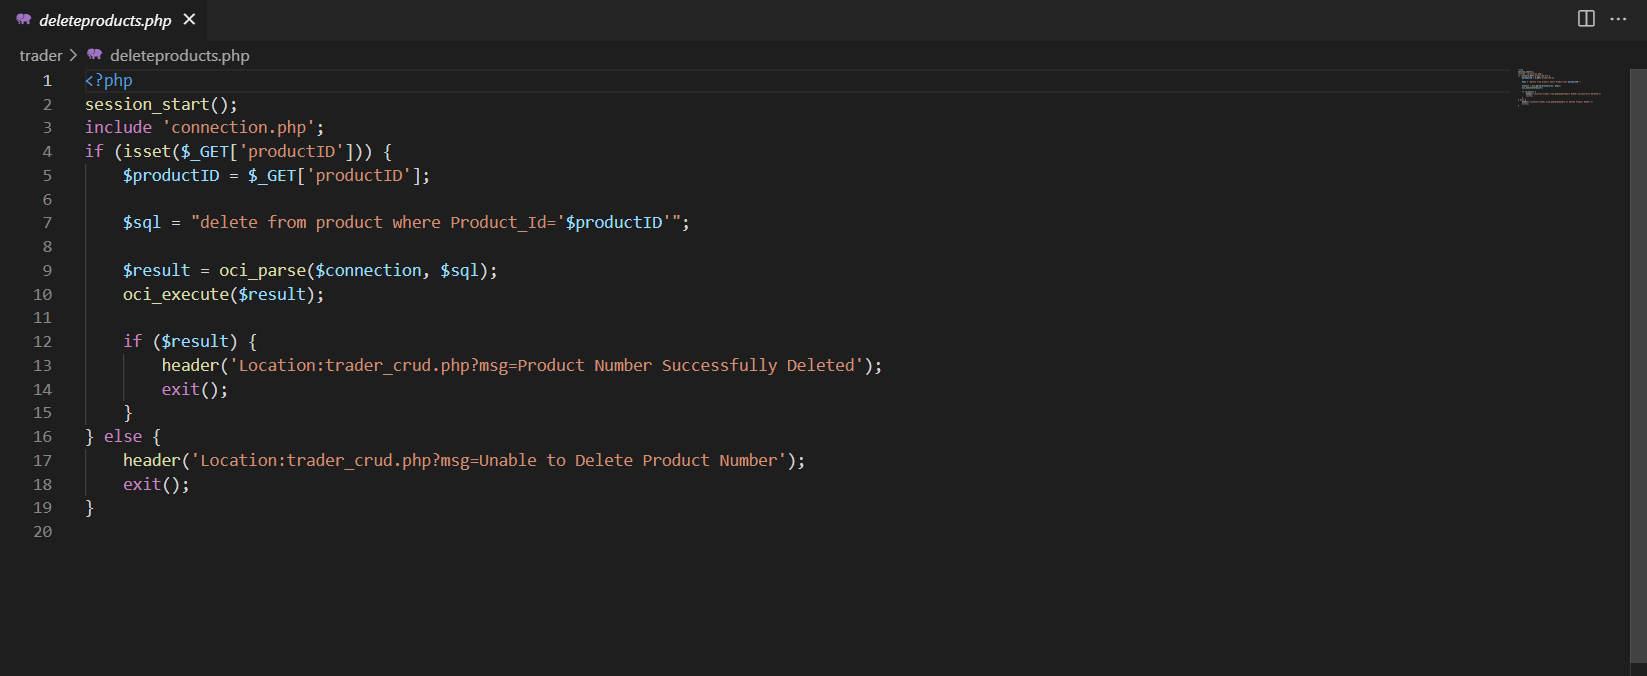 deleteproducts.php
trader > deleteproducts.php
1 <?php
2 session_start();
3 include 'connection.php';
4 if (isset($_GET['productID'])) {
5     $productID = $_GET['productID'];
6
7     $sql = "delete from product where Product_Id='$productID'";
8
9     $result = oci_parse($connection, $sql);
10     oci_execute($result);
11
12     if ($result) {
13         header('Location:trader_crud.php?msg=Product Number Successfully Deleted');
14         exit();
15     }
16 } else {
17     header('Location:trader_crud.php?msg=Unable to Delete Product Number');
18     exit();
19 }
20